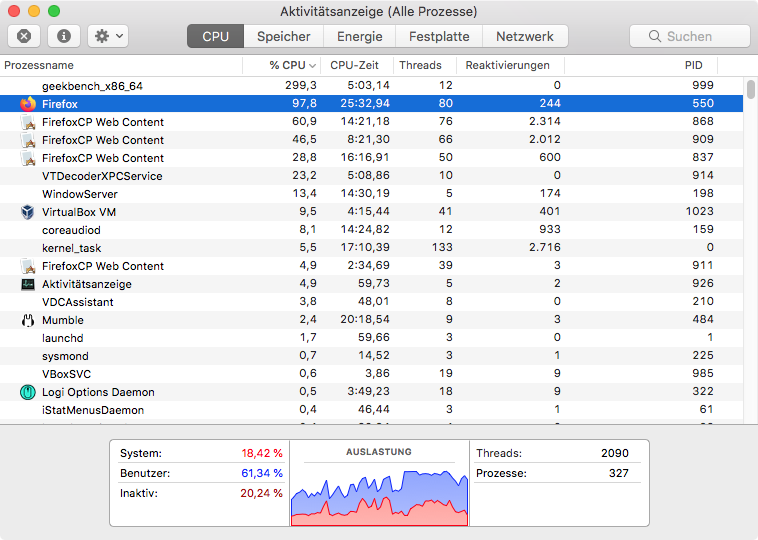 Aktivitätsanzeige (Alle Prozesse)
CPU Speicher Energie Festplatte Netzwerk Suchen
Prozessname % CPU CPU-Zeit Threads Reaktivierungen PID
geekbench_x86_64 299,3 5:03,14 12 0 999
Firefox 97,8 25:32,94 80 244 550
FirefoxCP Web Content 60,9 14:21,18 76 2.314 868
FirefoxCP Web Content 46,5 8:21,30 66 2.012 909
FirefoxCP Web Content 28,8 16:16,91 50 600 837
VTDecoderXPCService 23,2 5:08,86 10 0 914
WindowServer 13,4 14:30,19 5 174 198
VirtualBox VM 9,5 4:15,44 41 401 1023
coreaudiod 8,1 14:24,82 12 933 159
kernel_task 5,5 17:10,39 133 2.716 0
FirefoxCP Web Content 4,9 2:34,69 39 3 911
Aktivitätsanzeige 4,9 59,73 5 2 926
VDCAssistant 3,8 48,01 8 0 210
Mumble 2,4 20:18,54 9 3 484
launchd 1,7 59,66 3 0 1
sysmond 0,7 14,52 3 1 225
VBoxSVC 0,6 3,86 19 9 985
Logi Options Daemon 0,5 3:49,23 18 9 322
iStatMenusDaemon 0,4 46,44 3 1 61
System: 18,42 % AUSLASTUNG Threads: 2090
Benutzer: 61,34 % Prozesse: 327
Inaktiv: 20,24 %